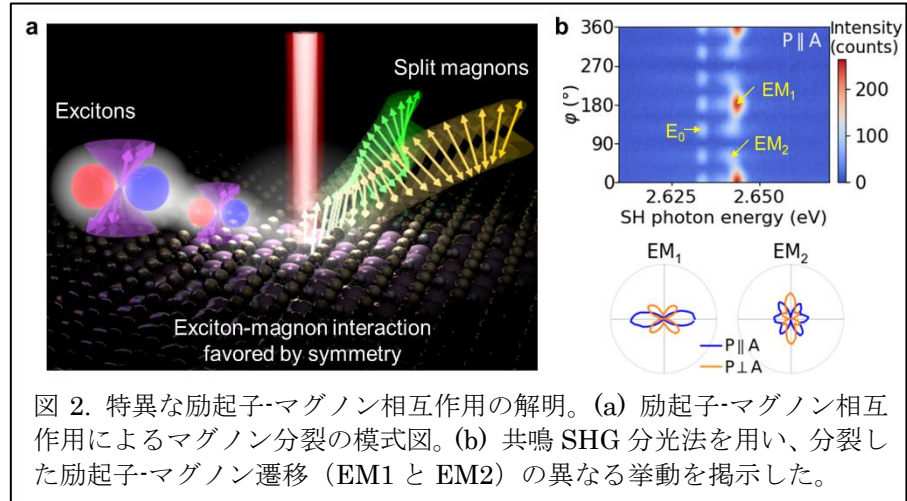 a
Excitons
Split magnons
Exciton-magnon interaction
favored by symmetry
b
360
270
180
90
0
φ (°)
P ∥ A
EM₁
E₀
EM₂
2.625
2.650
SH photon energy (eV)
Intensity
(counts)
200
100
0
EM₁
EM₂
P ∥ A
P⊥A
図 2. 特異な励起子-マグノン相互作用の解明。(a) 励起子-マグノン相互
作用によるマグノン分裂の模式図。(b) 共鳴 SHG 分光法を用い、分裂し
た励起子-マグノン遷移（EM1 と EM2）の異なる挙動を掲示した。